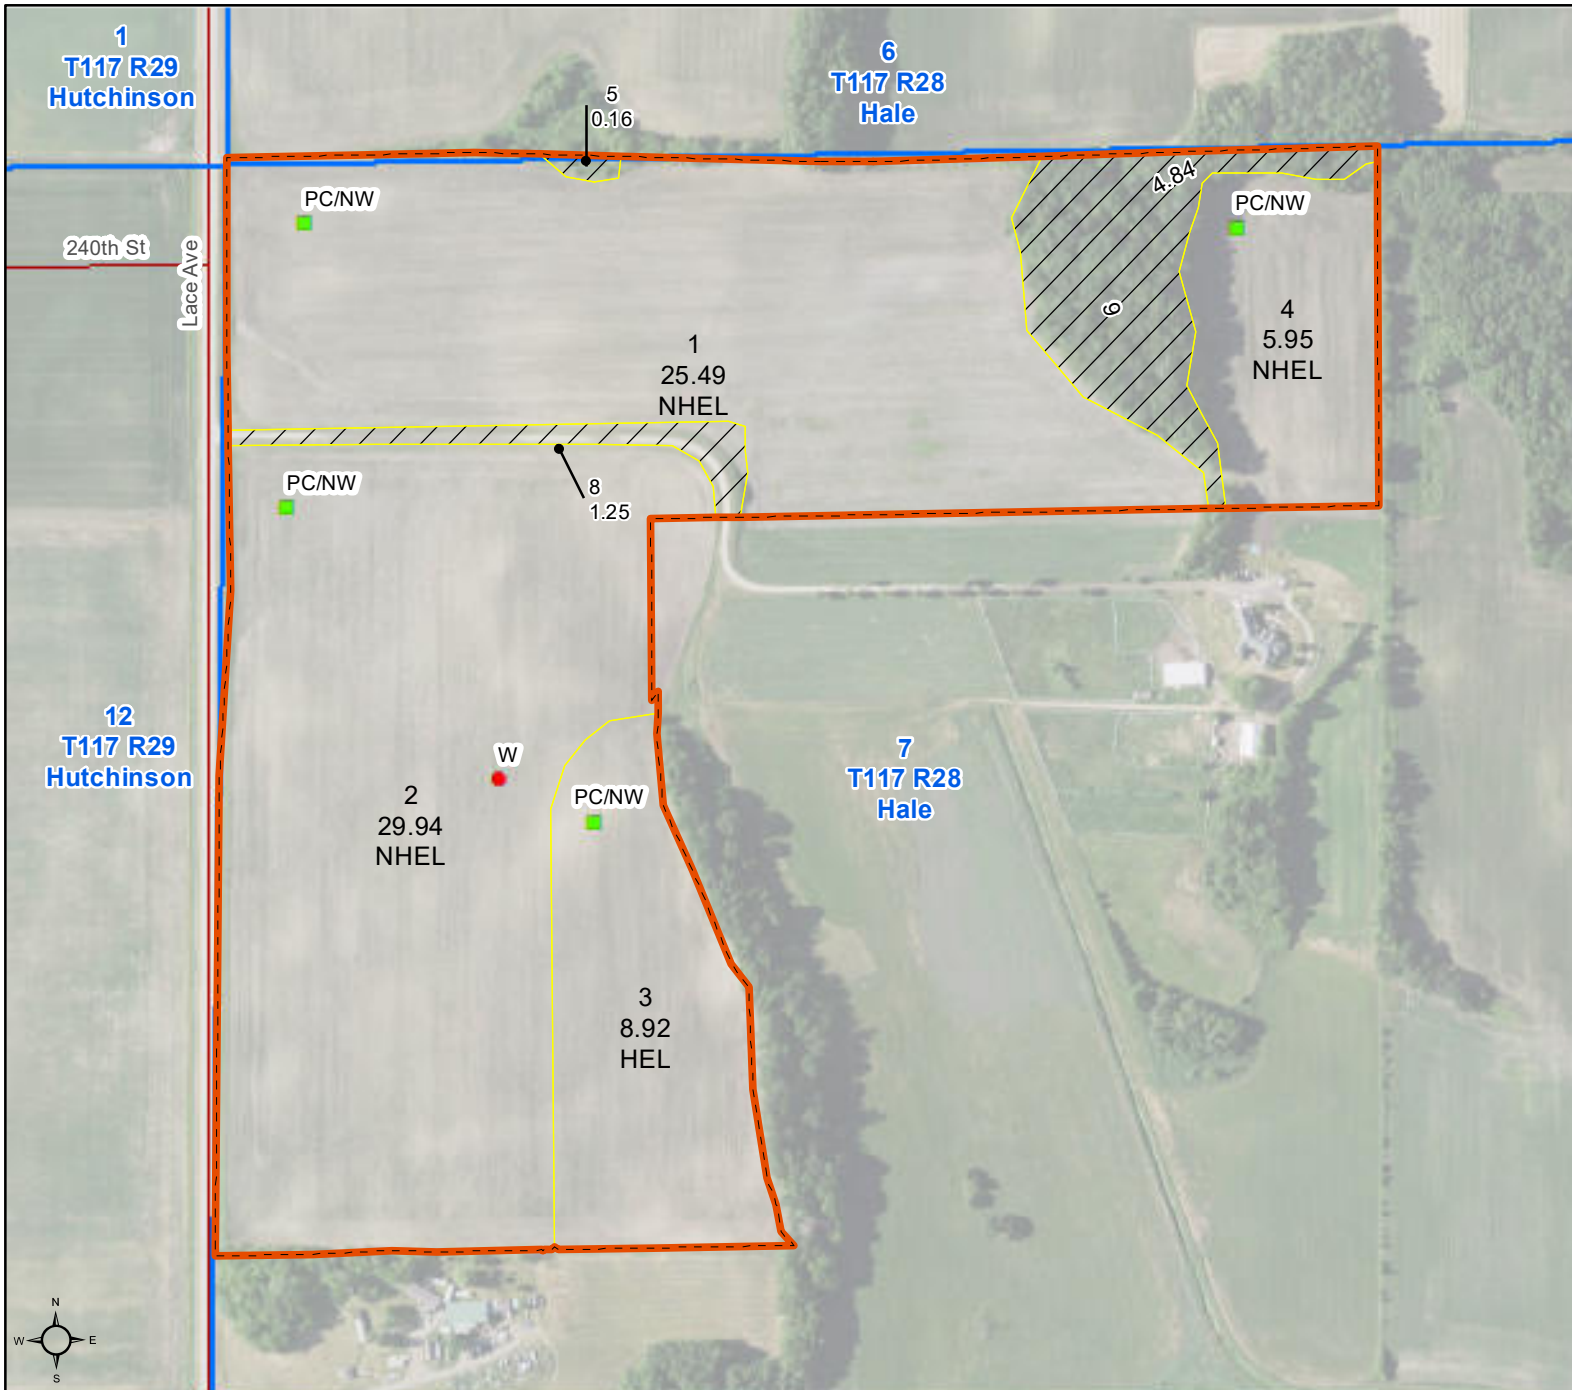 1
T117 R29
Hutchinson
6
T117 R28
Hale
5
0.16
4.84
PC/NW
PC/NW
240th St
Lace Ave
6
4
5.95
NHEL
1
25.49
NHEL
PC/NW
8
1.25
12
T117 R29
Hutchinson
7
T117 R28
Hale
W
2
29.94
NHEL
PC/NW
3
8.92
HEL
N
W
E
S